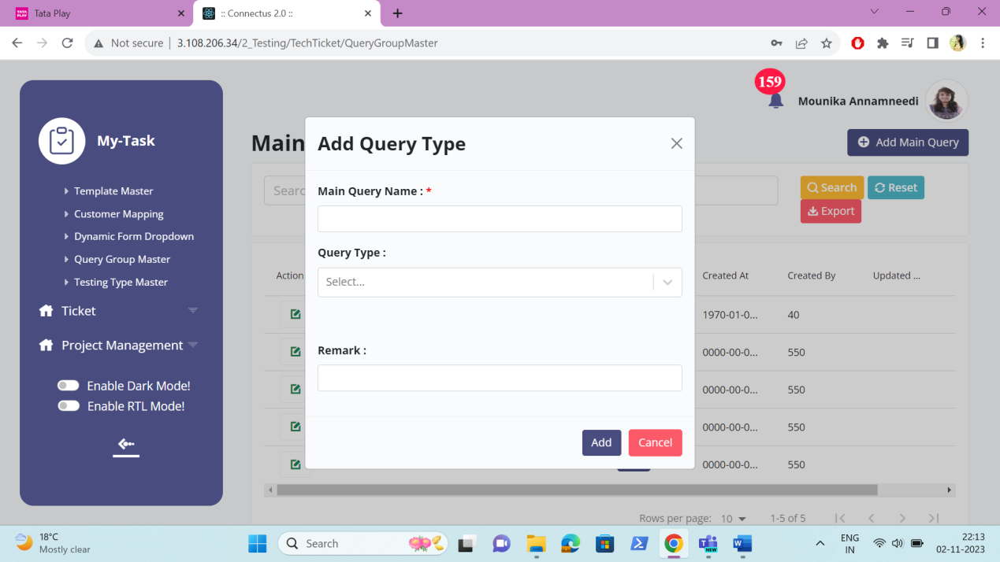 TATA PLAY
Tata Play
:: Connectus 2.0 ::
Not secure
3.108.206.34/2_Testing/TechTicket/QueryGroupMaster
159
Mounika Annamneedi
My-Task
Main
Add Query Type
Add Main Query
Template Master
Customer Mapping
Dynamic Form Dropdown
Query Group Master
Testing Type Master
Ticket
Project Management
Enable Dark Mode!
Enable RTL Mode!
Searc
Search
Reset
Export
Main Query Name : *
Query Type :
Select...
Remark :
Add
Cancel
Action
Created At
Created By
Updated ...
1970-01-0...
40
0000-00-0...
550
0000-00-0...
550
0000-00-0...
550
0000-00-0...
550
Rows per page:
10
1-5 of 5
18°C
Mostly clear
Search
NEW
ENG
IN
22:13
02-11-2023